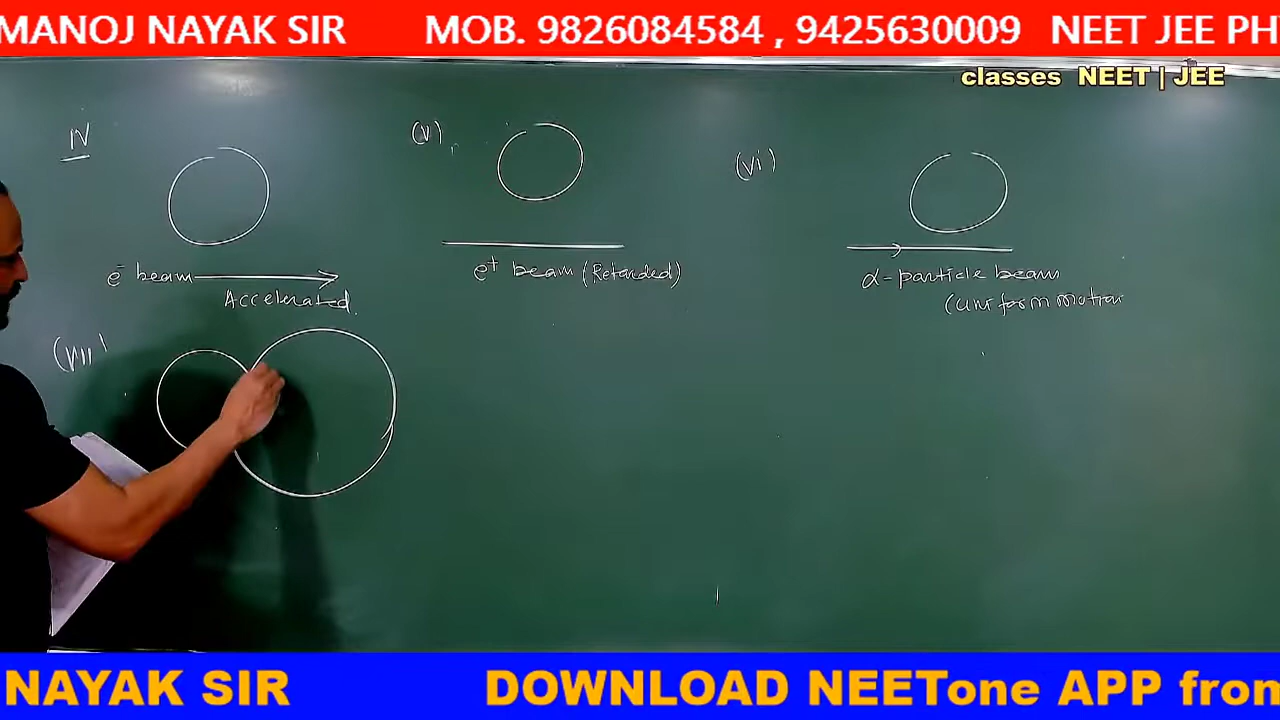 MANOJ NAYAK SIR MOB. 9826084584 , 9425630009 NEET JEE PH
classes NEET | JEE
IV
(V)
(vi)
e⁻ beam
Accelerated.
e⁺ beam (Retarded)
α-particle beam
(uniform motion
(VII)
NAYAK SIR DOWNLOAD NEETone APP fron